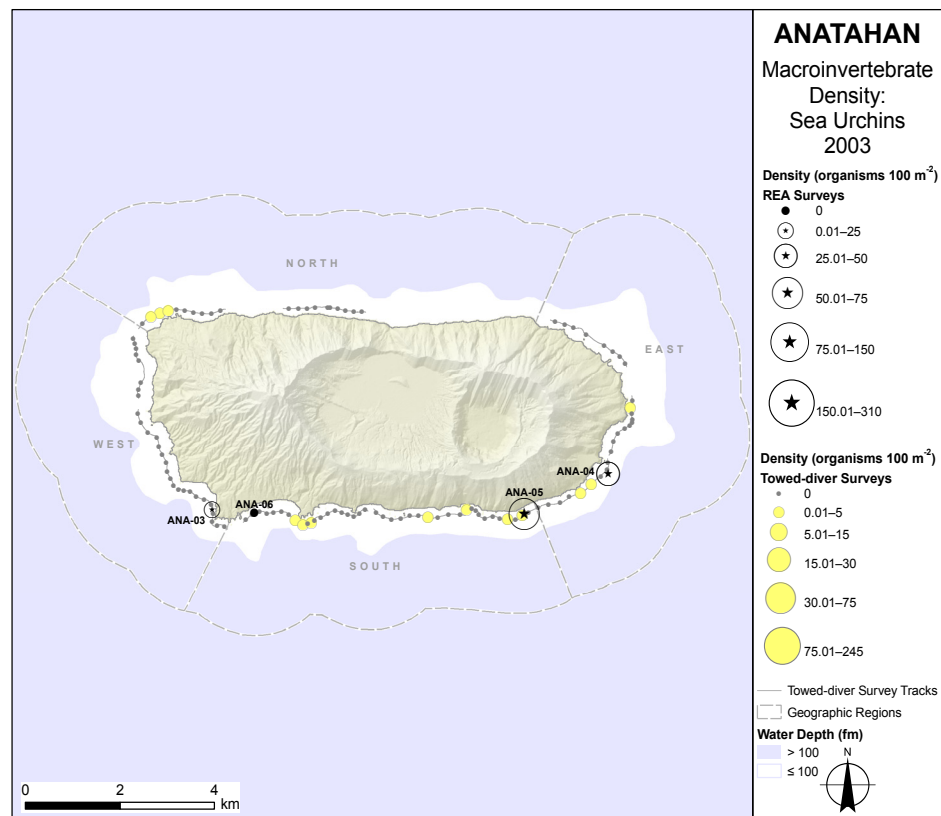 ANATAHAN
Macroinvertebrate
Density:
Sea Urchins
2003
Density (organisms 100 m⁻²)
REA Surveys
0
0.01–25
25.01–50
50.01–75
75.01–150
150.01–310
Density (organisms 100 m⁻²)
Towed-diver Surveys
0
0.01–5
5.01–15
15.01–30
30.01–75
75.01–245
Towed-diver Survey Tracks
Geographic Regions
Water Depth (fm)
> 100
≤ 100
N
NORTH
EAST
WEST
ANA-04
ANA-05
ANA-06
ANA-03
SOUTH
0 2 4
km